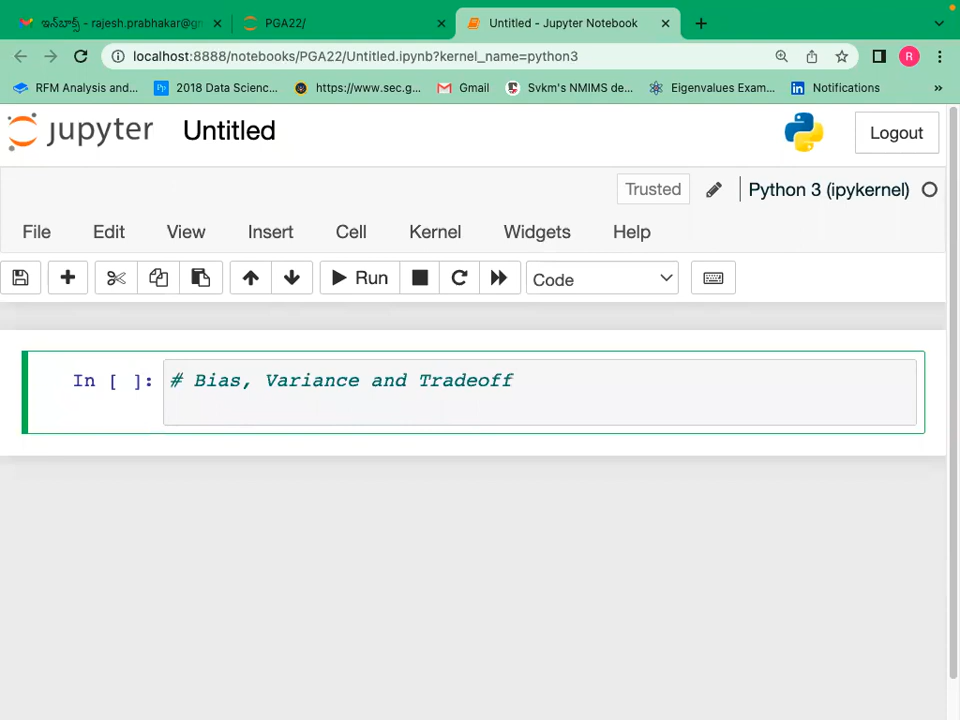 ఇన్‌బాక్స్ - rajesh.prabhakar@gm
PGA22/
Untitled - Jupyter Notebook
localhost:8888/notebooks/PGA22/Untitled.ipynb?kernel_name=python3
R
RFM Analysis and...
2018 Data Scienc...
https://www.sec.g...
Gmail
Svkm's NMIMS de...
Eigenvalues Exam...
Notifications
»
jupyter Untitled
Logout
Trusted
Python 3 (ipykernel)
File Edit View Insert Cell Kernel Widgets Help
Run
Code
In [ ]: # Bias, Variance and Tradeoff